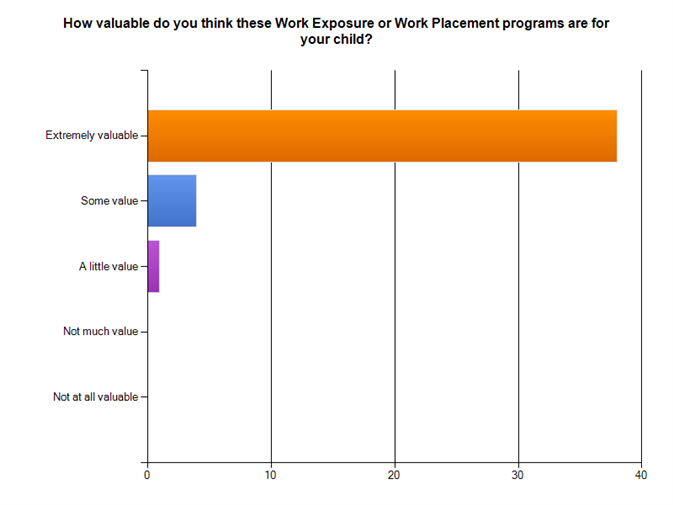 How valuable do you think these Work Exposure or Work Placement programs are for
your child?
Extremely valuable
Some value
A little value
Not much value
Not at all valuable
0 10 20 30 40